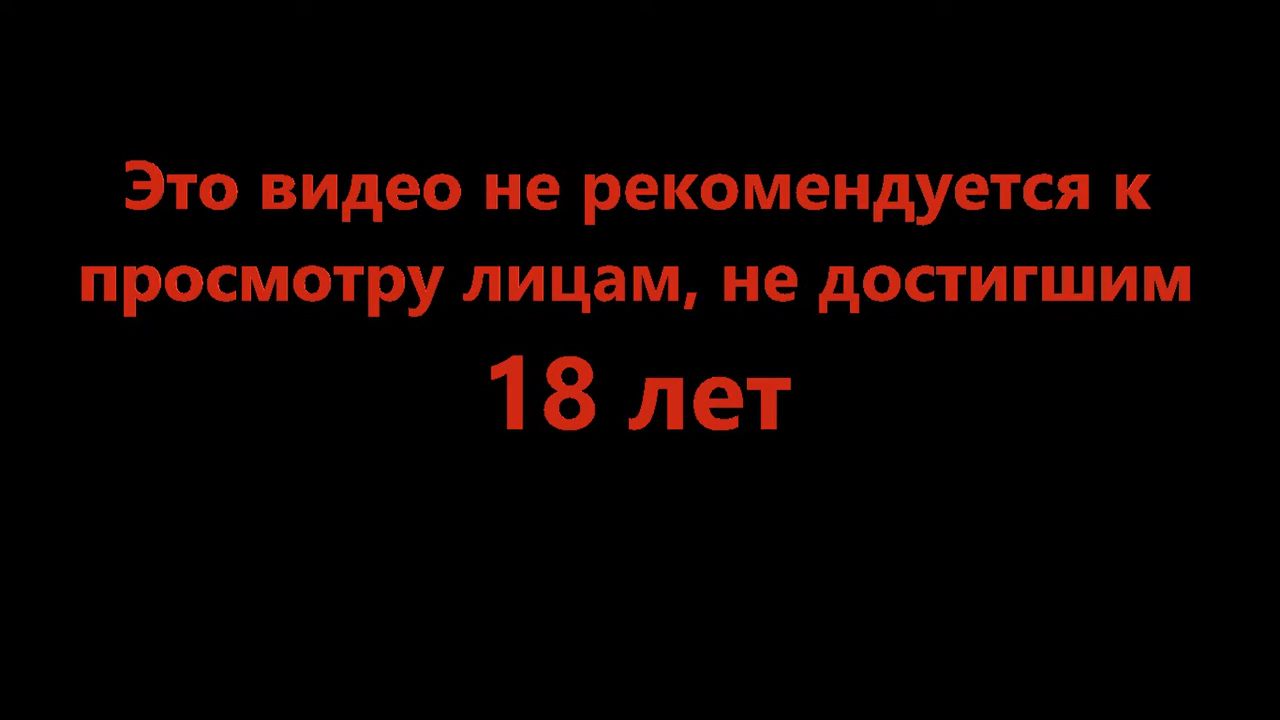 Это видео не рекомендуется к
просмотру лицам, не достигшим
18 лет